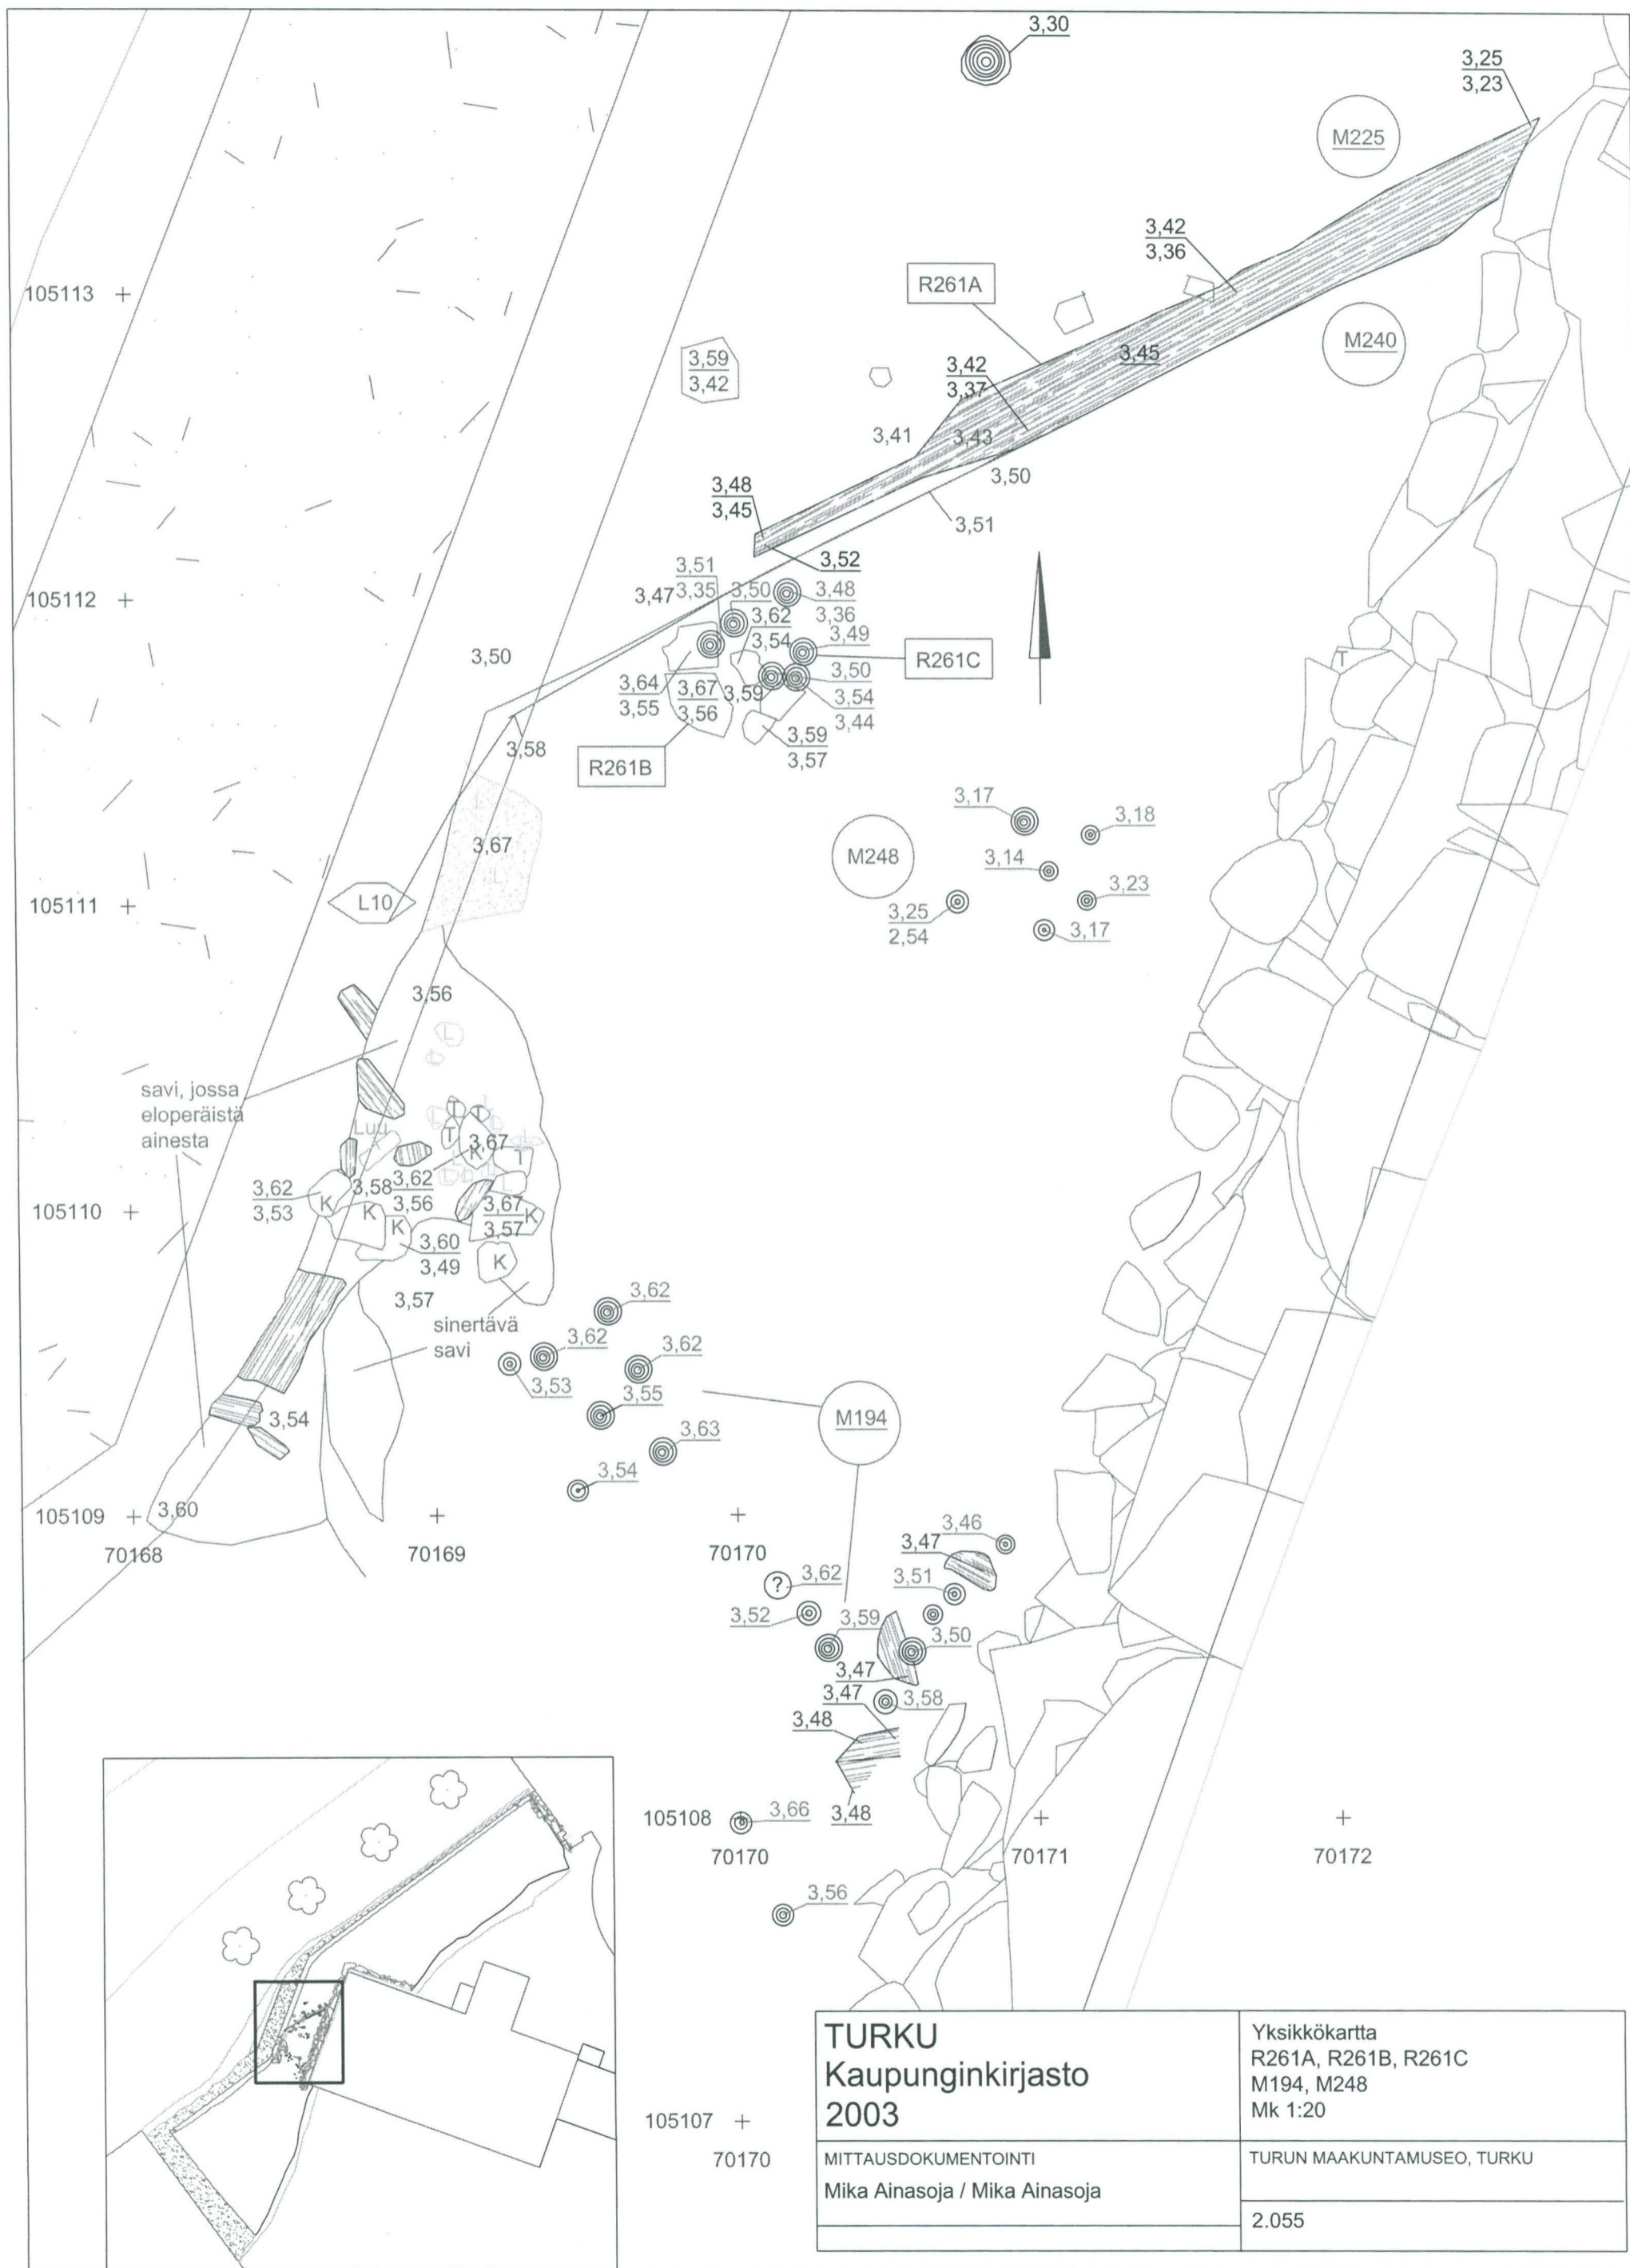 3,30
3,25
3,23
M225
3,42
3,36
R261A
105113
M240
3,45
3,59
3,42
3,42
3,37
3,41
3,43
3,50
3,48
3,45
3,51
3,52
3,51
3,47
3,35
3,50
3,48
105112
3,62
3,36
3,54
3,49
T
3,50
R261C
3,64
3,67
3,59
3,50
3,55
3,56
3,54
3,44
3,58
3,59
3,57
R261B
L
3,17
3,18
3,67
M248
3,14
L
L10
3,23
105111
3,25
2,54
3,17
3,56
L
savi, jossa
eloperäistä
ainesta
Luu
L
T
T
T
3,67
K
T
L
3,62
3,53
3,58
3,62
3,56
3,67
3,57
K
K
K
K
L
105110
3,60
3,49
K
3,57
3,62
sinertävä
savi
3,62
3,62
3,53
3,55
M194
3,54
3,63
3,54
3,60
105109
70168
70169
70170
3,46
3,47
?
3,62
3,51
3,52
3,59
3,50
3,47
3,47
3,58
3,48
105108
3,66
3,48
70170
70171
70172
3,56
105107
70170
TURKU
Kaupunginkirjasto
2003
Yksikkökartta
R261A, R261B, R261C
M194, M248
Mk 1:20
MITTAUSDOKUMENTOINTI
Mika Ainasoja / Mika Ainasoja
TURUN MAAKUNTAMUSEO, TURKU
2.055